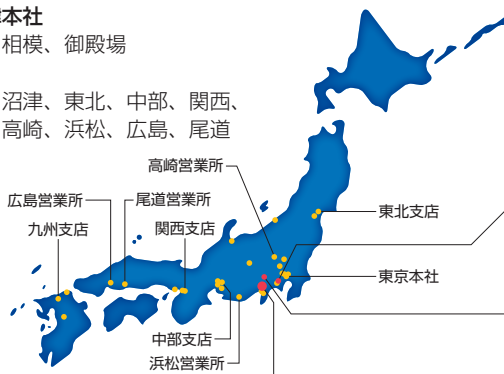 本社
相模、御殿場
沼津、東北、中部、関西、
高崎、浜松、広島、尾道
高崎営業所
広島営業所
尾道営業所
九州支店
関西支店
東北支店
東京本社
中部支店
浜松営業所